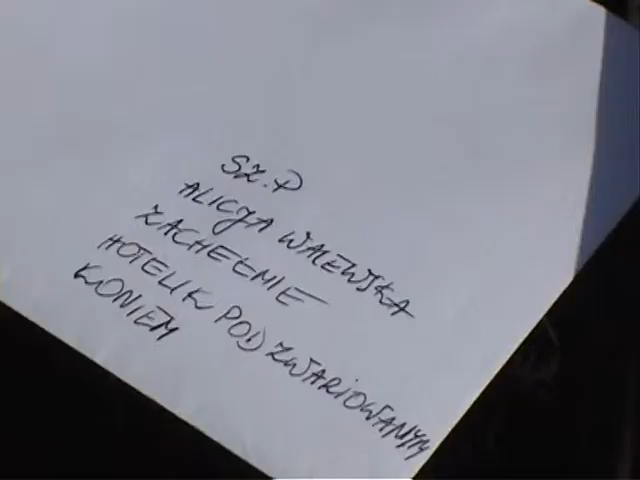 SZ. P
ALICJA WALEWSKA
ZACHEŁMIE
HOTELIK POD ZWARIOWANYM
KONIEM